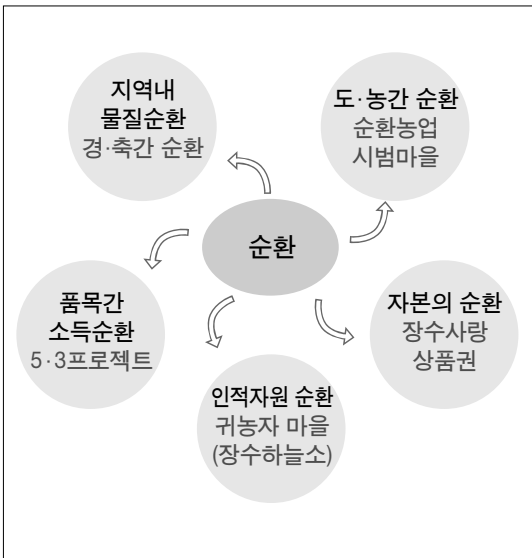 지역내
물질순환
경·축간 순환
도·농간 순환
순환농업
시범마을
순환
품목간
소득순환
5·3프로젝트
자본의 순환
장수사랑
상품권
인적자원 순환
귀농자 마을
(장수하늘소)